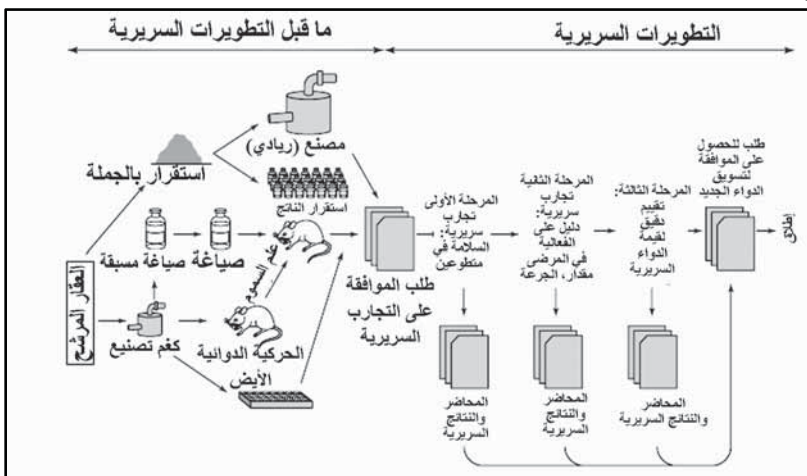 التطويرات السريرية
ما قبل التطويرات السريرية
مصنع (ريادي)
استقرار بالجملة
استقرار الناتج
صياغة
صياغة مسبقة
علم السموم
العقار المرشح
كغم تصنيع
الحركية الدوائية
الأيض
طلب الموافقة
على التجارب
السريرية
المرحلة الأولى
تجارب
سريرية:
السلامة في
متطوعين
المرحلة الثانية
تجارب
سريرية:
دليل على
الفعالية
في المرضى
مقدار، الجرعة
المرحلة الثالثة:
تقييم
دقيق
لقيمة
الدواء
السريرية
طلب للحصول
على الموافقة
لتسويق
الدواء الجديد
إطلاق
المحاضر
والنتائج
السريرية
المحاضر
والنتائج
السريرية
المحاضر
والنتائج السريرية